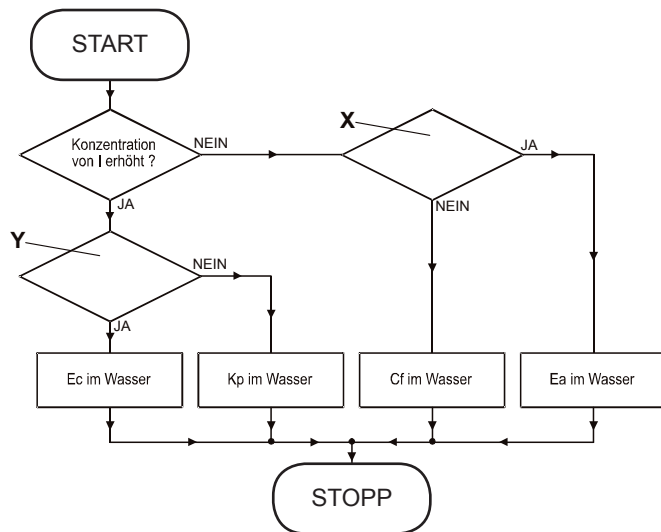 START
Konzentration
von I erhöht ?
NEIN
X
JA
JA
NEIN
Y
NEIN
JA
Ec im Wasser
Kp im Wasser
Cf im Wasser
Ea im Wasser
STOPP